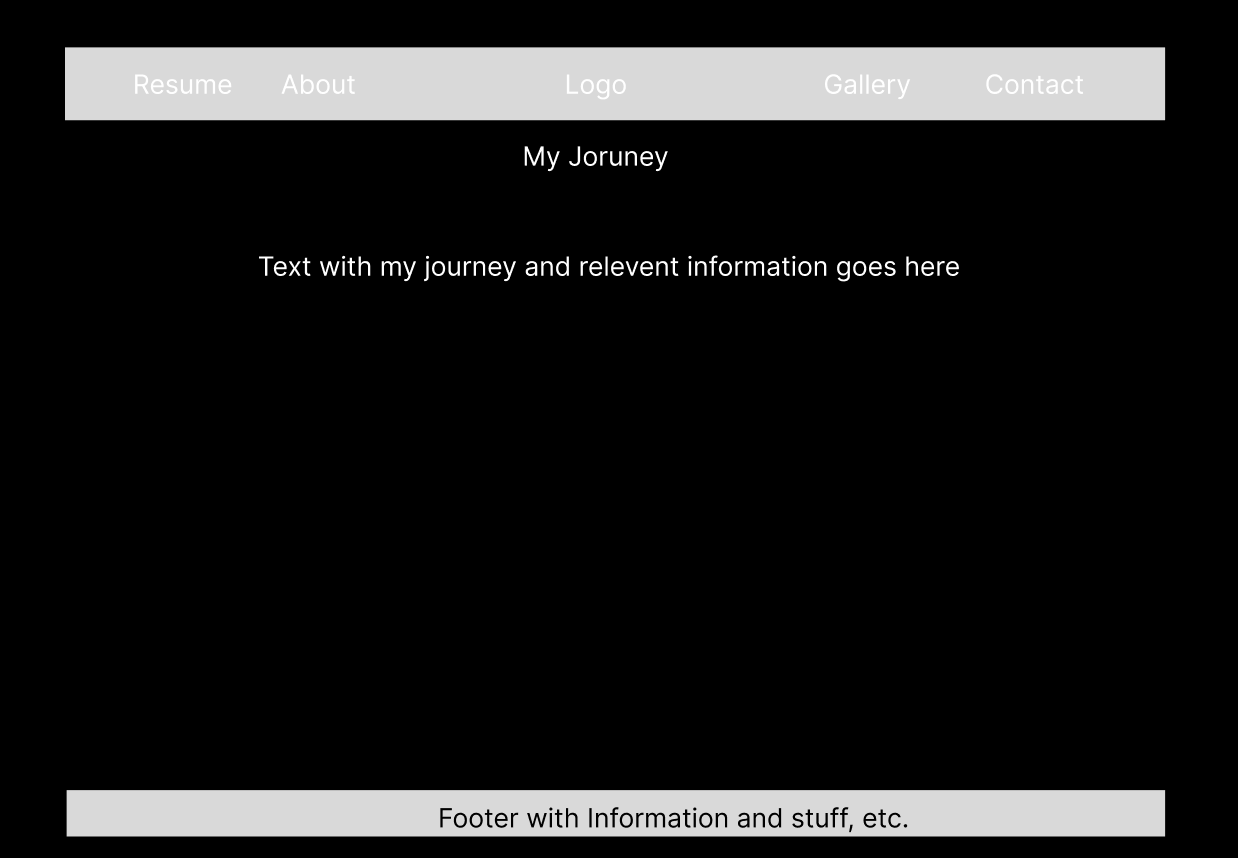 Resume About Logo Gallery Contact
My Joruney
Text with my journey and relevent information goes here
Footer with Information and stuff, etc.